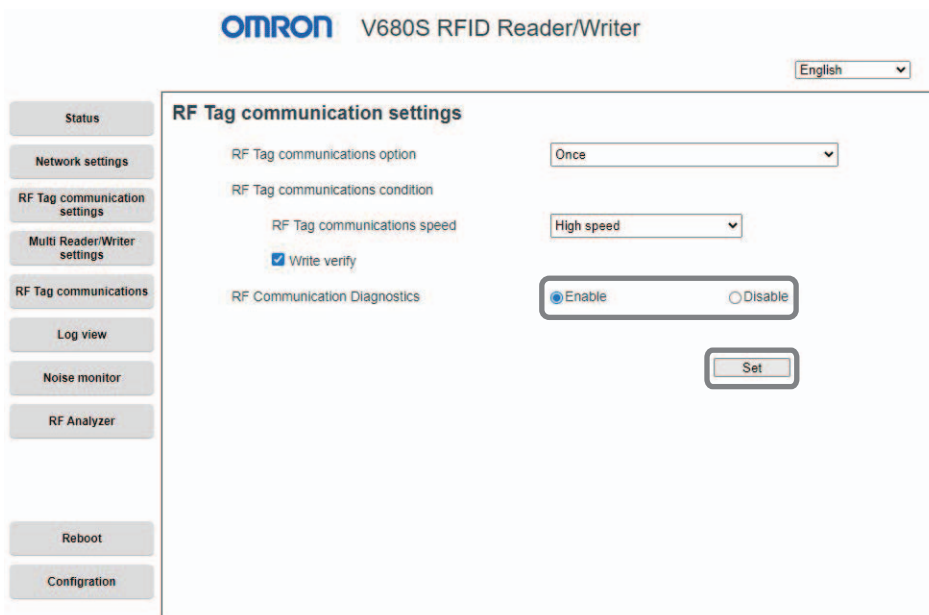 OMRON V680S RFID Reader/Writer
English
Status
Network settings
RF Tag communication
settings
Multi Reader/Writer
settings
RF Tag communications
Log view
Noise monitor
RF Analyzer
Reboot
Configration
RF Tag communication settings
RF Tag communications option Once
RF Tag communications condition
RF Tag communications speed High speed
Write verify
RF Communication Diagnostics Enable Disable
Set